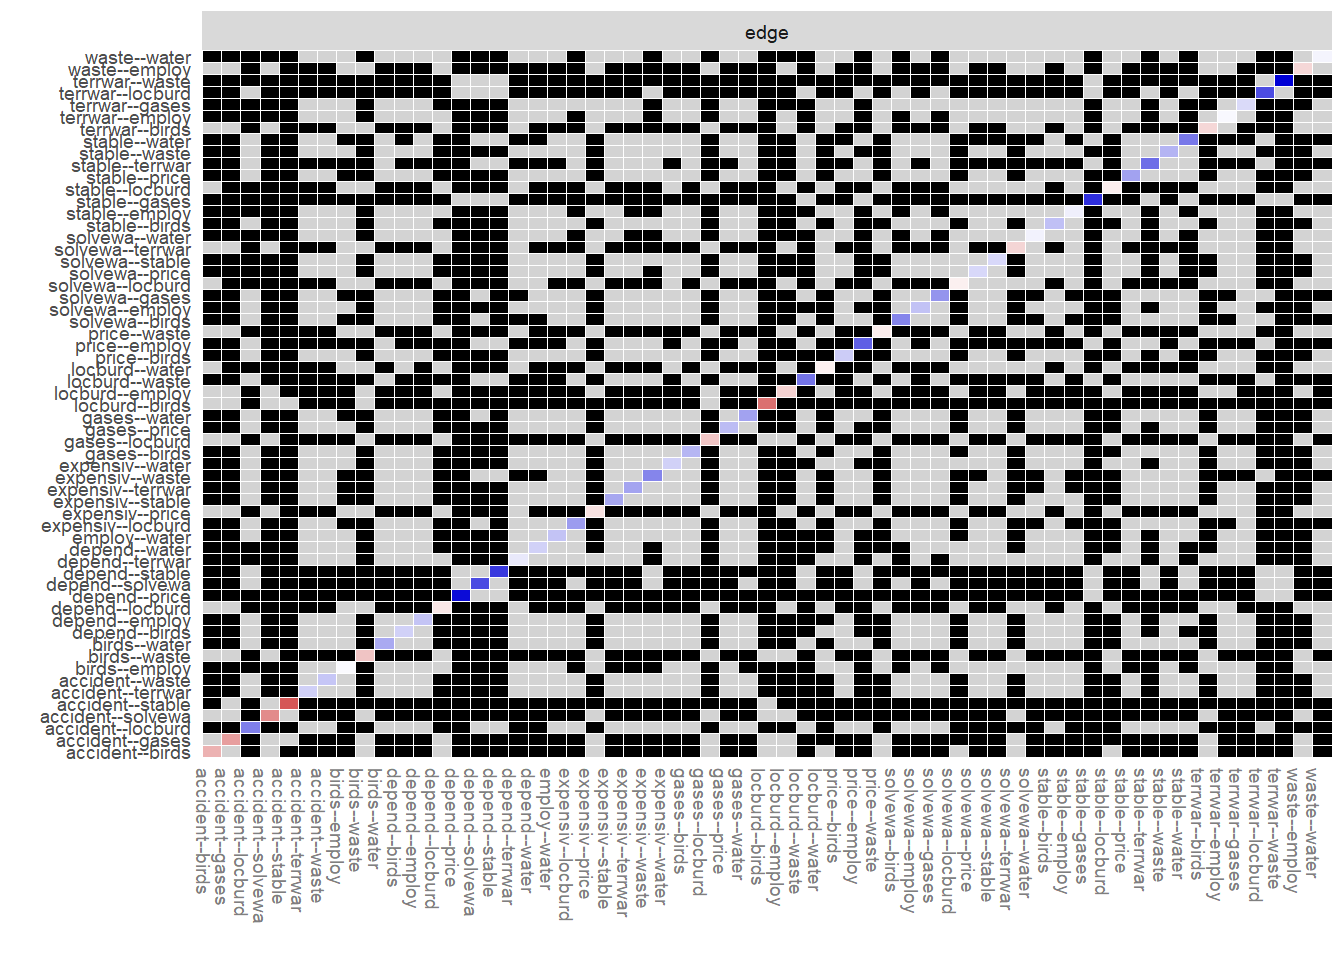 edge
waste--water
waste--employ
terrwar--waste
terrwar--locburd
terrwar--gases
terrwar--employ
terrwar--birds
stable--water
stable--waste
stable--terrwar
stable--price
stable--locburd
stable--gases
stable--employ
stable--birds
solvewa--water
solvewa--terrwar
solvewa--stable
solvewa--price
solvewa--locburd
solvewa--gases
solvewa--employ
solvewa--birds
price--waste
price--employ
price--birds
locburd--water
locburd--waste
locburd--employ
locburd--birds
gases--water
gases--price
gases--locburd
gases--birds
expensiv--water
expensiv--waste
expensiv--terrwar
expensiv--stable
expensiv--price
expensiv--locburd
employ--water
depend--water
depend--terrwar
depend--stable
depend--solvewa
depend--price
depend--locburd
depend--employ
depend--birds
birds--water
birds--waste
birds--employ
accident--waste
accident--terrwar
accident--stable
accident--solvewa
accident--locburd
accident--gases
accident--birds
accident--birds
accident--gases
accident--locburd
accident--solvewa
accident--stable
accident--terrwar
accident--waste
birds--employ
birds--waste
birds--water
depend--birds
depend--employ
depend--locburd
depend--price
depend--solvewa
depend--stable
depend--terrwar
depend--water
employ--water
expensiv--locburd
expensiv--price
expensiv--stable
expensiv--terrwar
expensiv--waste
expensiv--water
gases--birds
gases--locburd
gases--price
gases--water
locburd--birds
locburd--employ
locburd--waste
locburd--water
price--birds
price--employ
price--waste
solvewa--birds
solvewa--employ
solvewa--gases
solvewa--locburd
solvewa--price
solvewa--stable
solvewa--terrwar
solvewa--water
stable--birds
stable--employ
stable--gases
stable--locburd
stable--price
stable--terrwar
stable--waste
stable--water
terrwar--birds
terrwar--employ
terrwar--gases
terrwar--locburd
terrwar--waste
waste--employ
waste--water